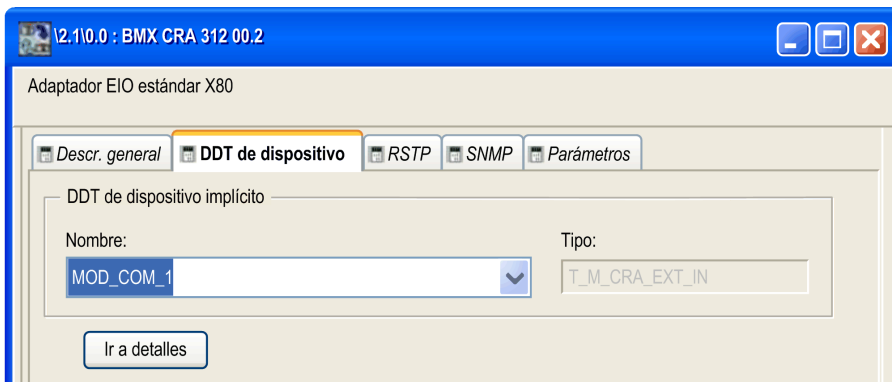 \2.1\0.0 : BMX CRA 312 00.2
Adaptador EIO estándar X80
Descr. general DDT de dispositivo RSTP SNMP Parámetros
DDT de dispositivo implícito
Nombre: Tipo:
MOD_COM_1 T_M_CRA_EXT_IN
Ir a detalles